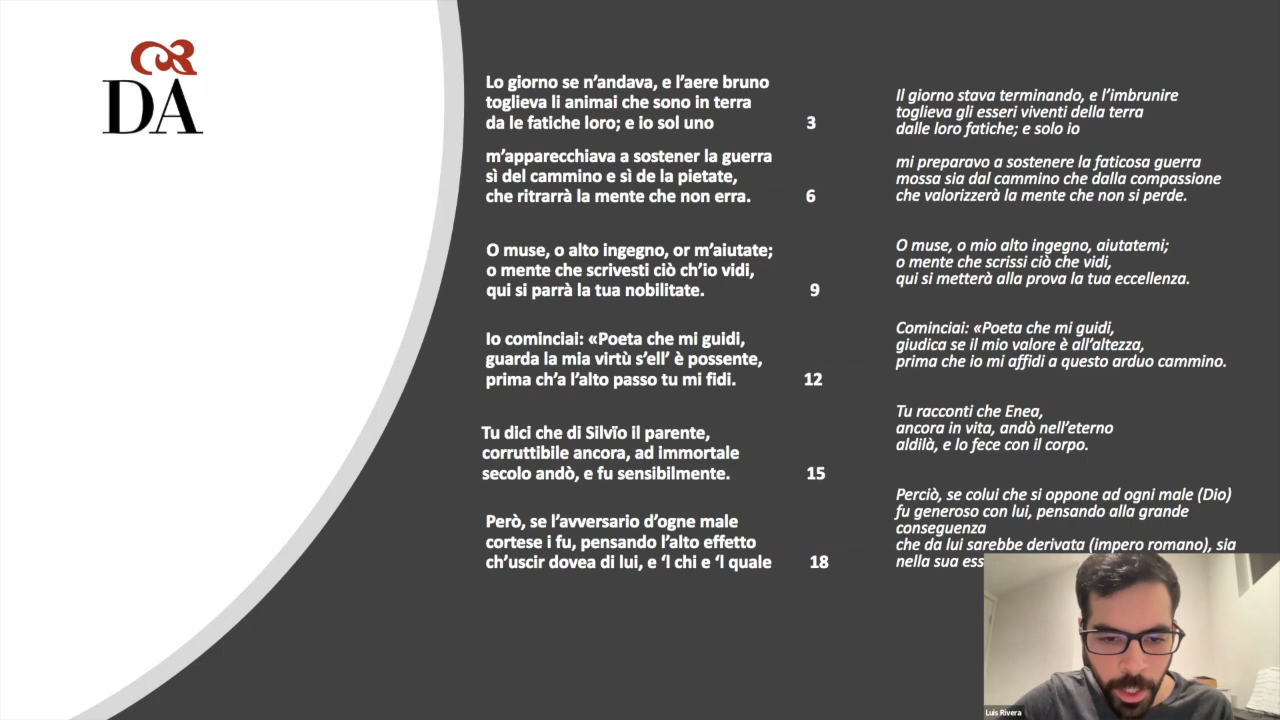 DA
Lo giorno se n’andava, e l’aere bruno
toglieva li animai che sono in terra
da le fatiche loro; e io sol uno 3
m’apparecchiava a sostener la guerra
sì del cammino e sì de la pietate,
che ritrarrà la mente che non erra. 6
O muse, o alto ingegno, or m’aiutate;
o mente che scrivesti ciò ch’io vidi,
qui si parrà la tua nobilitate. 9
Io cominciai: «Poeta che mi guidi,
guarda la mia virtù s’ell’ è possente,
prima ch’a l’alto passo tu mi fidi. 12
Tu dici che di Silvïo il parente,
corruttibile ancora, ad immortale
secolo andò, e fu sensibilmente. 15
Però, se l’avversario d’ogne male
cortese i fu, pensando l’alto effetto
ch’uscir dovea di lui, e ‘l chi e ‘l quale 18
Il giorno stava terminando, e l’imbrunire
toglieva gli esseri viventi della terra
dalle loro fatiche; e solo io
mi preparavo a sostenere la faticosa guerra
mossa sia dal cammino che dalla compassione
che valorizzerà la mente che non si perde.
O muse, o mio alto ingegno, aiutatemi;
o mente che scrissi ciò che vidi,
qui si metterà alla prova la tua eccellenza.
Cominciai: «Poeta che mi guidi,
giudica se il mio valore è all’altezza,
prima che io mi affidi a questo arduo cammino.
Tu racconti che Enea,
ancora in vita, andò nell’eterno
aldilà, e lo fece con il corpo.
Perciò, se colui che si oppone ad ogni male (Dio)
fu generoso con lui, pensando alla grande
conseguenza
che da lui sarebbe derivata (impero romano), sia
nella sua
Luis Rivera